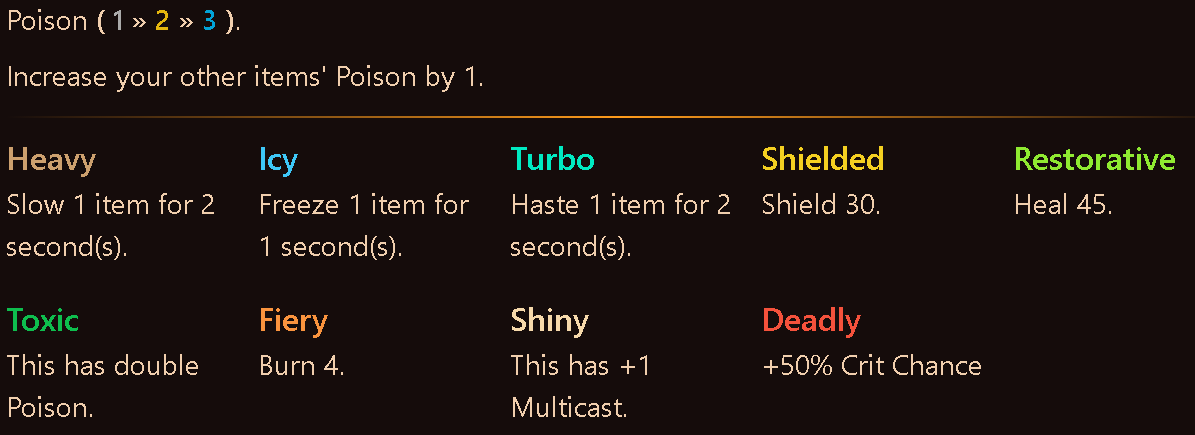 Poison ( 1 » 2 » 3 ).
Increase your other items' Poison by 1.
Heavy
Slow 1 item for 2
second(s).
Icy
Freeze 1 item for
1 second(s).
Turbo
Haste 1 item for 2
second(s).
Shielded
Shield 30.
Restorative
Heal 45.
Toxic
This has double
Poison.
Fiery
Burn 4.
Shiny
This has +1
Multicast.
Deadly
+50% Crit Chance